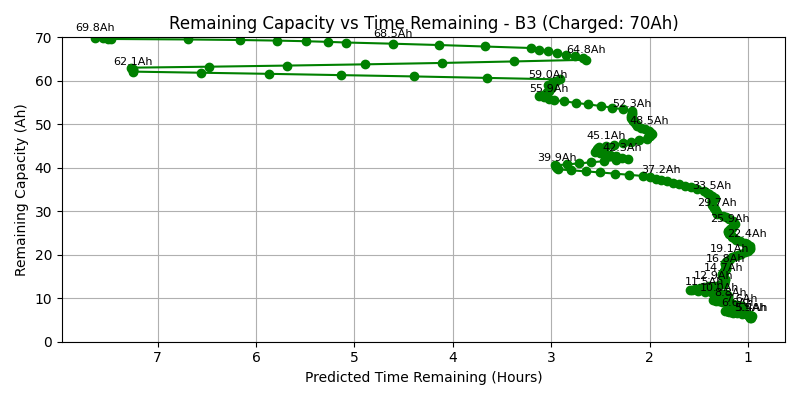 Remaining Capacity vs Time Remaining - B3 (Charged: 70Ah)
Remaining Capacity (Ah)
70
60
50
40
30
20
10
0
69.8Ah
68.5Ah
64.8Ah
62.1Ah
59.0Ah
55.9Ah
52.3Ah
48.5Ah
45.1Ah
42.3Ah
39.9Ah
37.2Ah
33.5Ah
29.7Ah
25.9Ah
22.4Ah
19.1Ah
16.8Ah
14.7Ah
12.9Ah
11.5Ah
10.0Ah
7 6 5 4 3 2 1
Predicted Time Remaining (Hours)